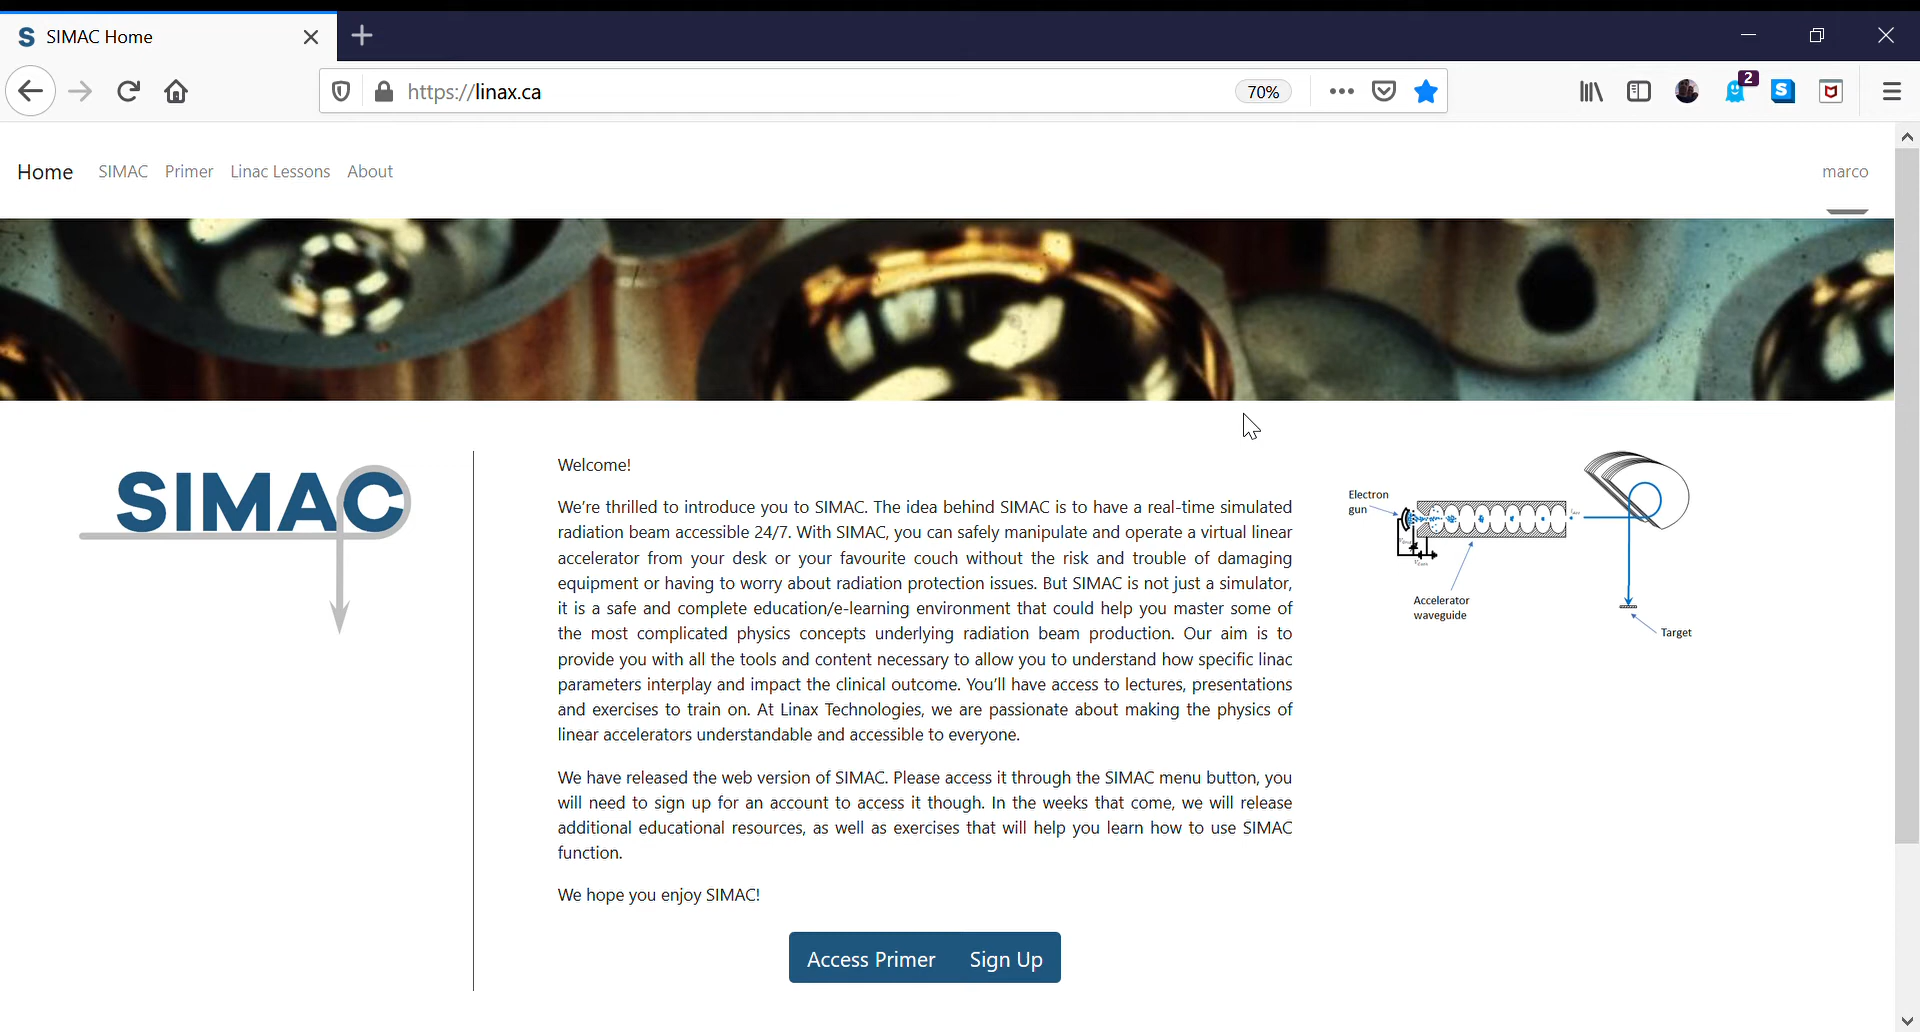 SIMAC Home
https://linax.ca
70%
2
Home SIMAC Primer Linac Lessons About marco
SIMAC
Welcome!
We're thrilled to introduce you to SIMAC. The idea behind SIMAC is to have a real-time simulated
radiation beam accessible 24/7. With SIMAC, you can safely manipulate and operate a virtual linear
accelerator from your desk or your favourite couch without the risk and trouble of damaging
equipment or having to worry about radiation protection issues. But SIMAC is not just a simulator,
it is a safe and complete education/e-learning environment that could help you master some of
the most complicated physics concepts underlying radiation beam production. Our aim is to
provide you with all the tools and content necessary to allow you to understand how specific linac
parameters interplay and impact the clinical outcome. You'll have access to lectures, presentations
and exercises to train on. At Linax Technologies, we are passionate about making the physics of
linear accelerators understandable and accessible to everyone.
We have released the web version of SIMAC. Please access it through the SIMAC menu button, you
will need to sign up for an account to access it though. In the weeks that come, we will release
additional educational resources, as well as exercises that will help you learn how to use SIMAC
function.
We hope you enjoy SIMAC!
Access Primer Sign Up
Electron
gun
Accelerator
waveguide
Target